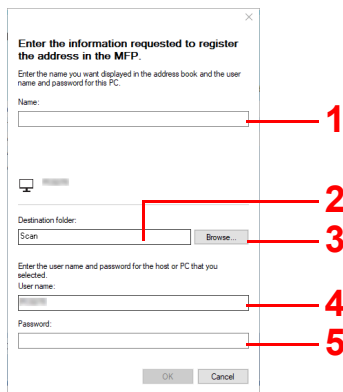 Enter the information requested to register
the address in the MFP.
Enter the name you want displayed in the address book and the user
name and password for this PC.
Name:
1
2
Destination folder:
Scan
Browse...
3
Enter the user name and password for the host or PC that you
selected.
User name:
4
Password:
5
OK
Cancel